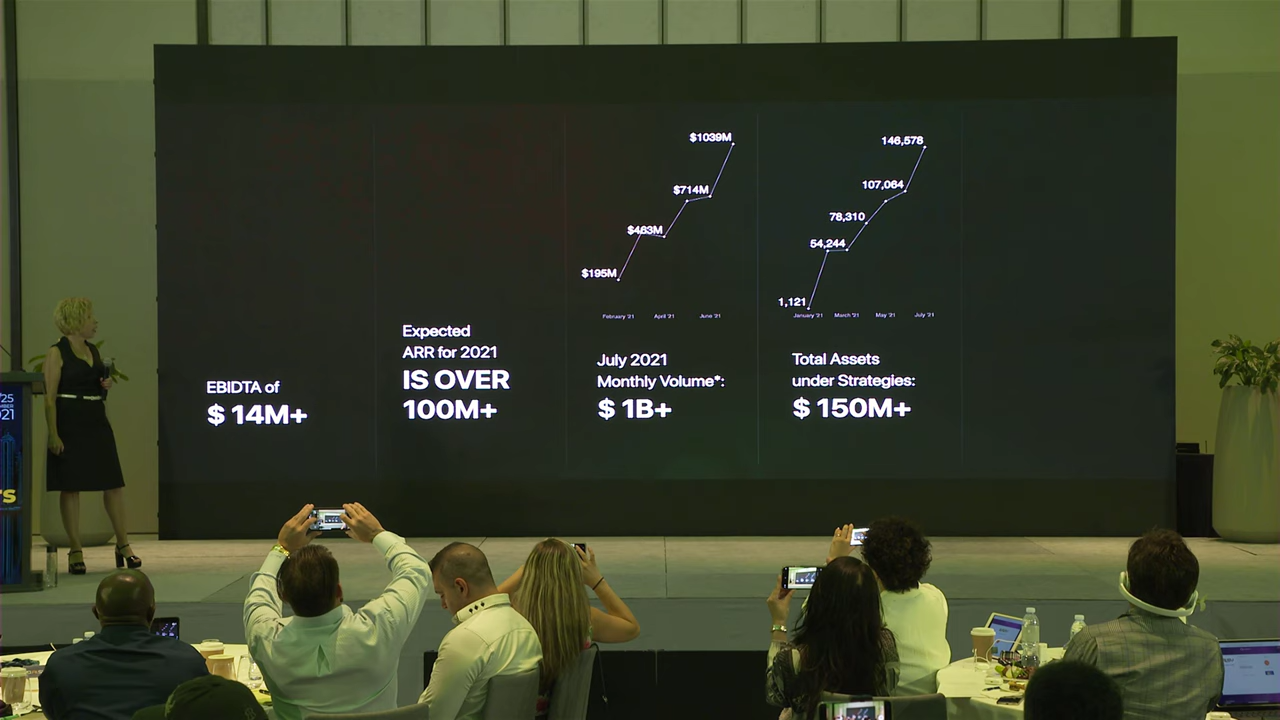 EBIDTA of
$ 14M+
Expected
ARR for 2021
IS OVER
100M+
$1039M
$714M
$463M
$195M
February '21 April '21 June '21
July 2021
Monthly Volume*:
$ 1B+
146,578
107,064
78,310
54,244
1,121
January '21 March '21 May '21 July '21
Total Assets
under Strategies:
$ 150M+
/25